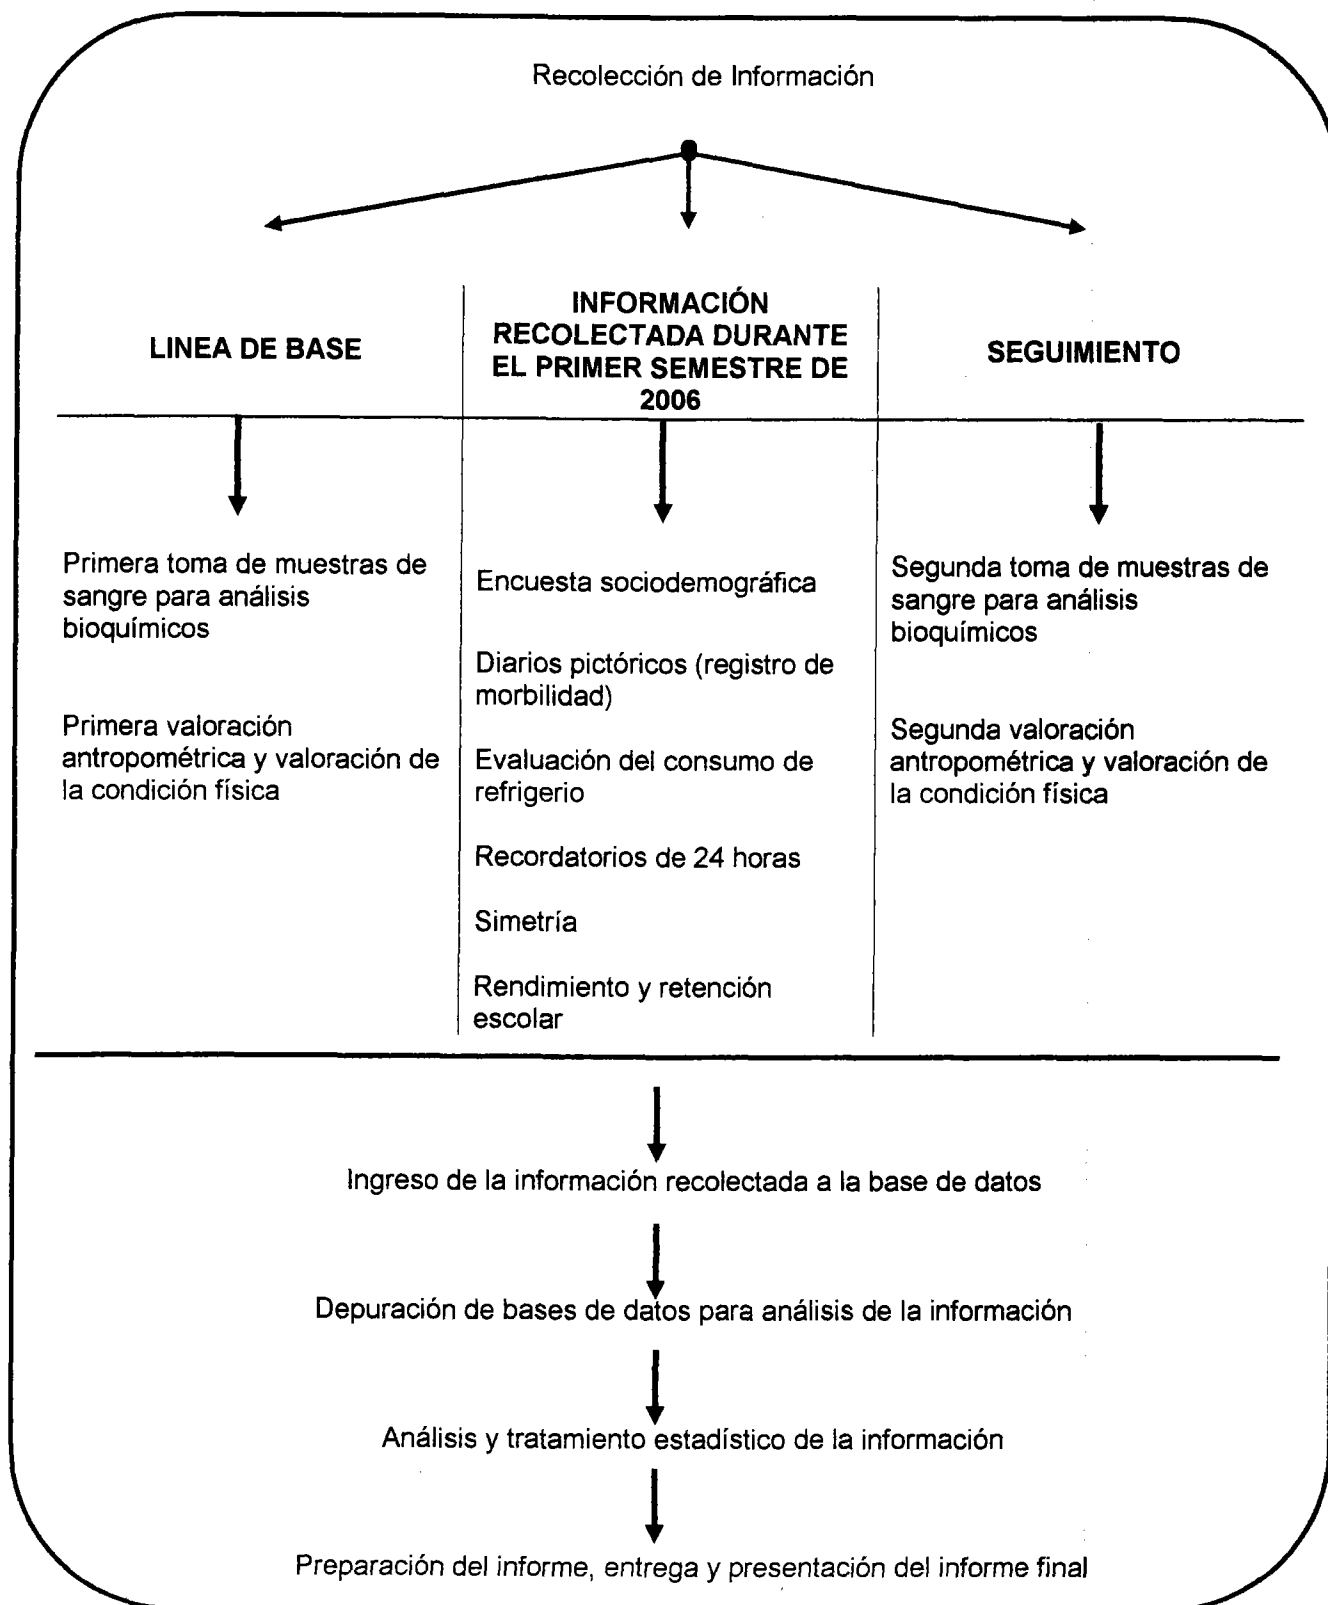 Recolección de Información
LINEA DE BASE
INFORMACIÓN
RECOLECTADA DURANTE
EL PRIMER SEMESTRE DE
2006
SEGUIMIENTO
Primera toma de muestras de
sangre para análisis
bioquímicos
Primera valoración
antropométrica y valoración de
la condición física
Encuesta sociodemográfica
Diarios pictóricos (registro de
morbilidad)
Evaluación del consumo de
refrigerio
Recordatorios de 24 horas
Simetría
Rendimiento y retención
escolar
Segunda toma de muestras de
sangre para análisis
bioquímicos
Segunda valoración
antropométrica y valoración de
la condición física
Ingreso de la información recolectada a la base de datos
Depuración de bases de datos para análisis de la información
Análisis y tratamiento estadístico de la información
Preparación del informe, entrega y presentación del informe final